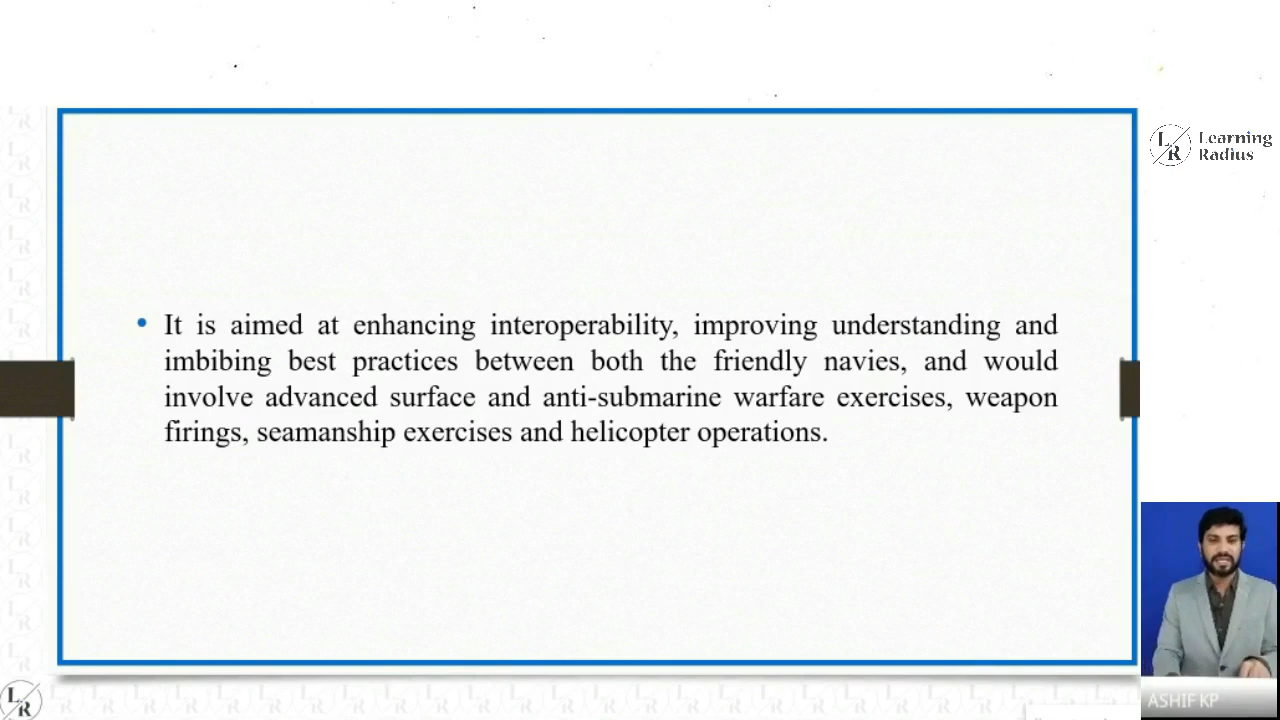 L R Learning
Radius
• It is aimed at enhancing interoperability, improving understanding and
imbibing best practices between both the friendly navies, and would
involve advanced surface and anti-submarine warfare exercises, weapon
firings, seamanship exercises and helicopter operations.
L R
ASHIF KP